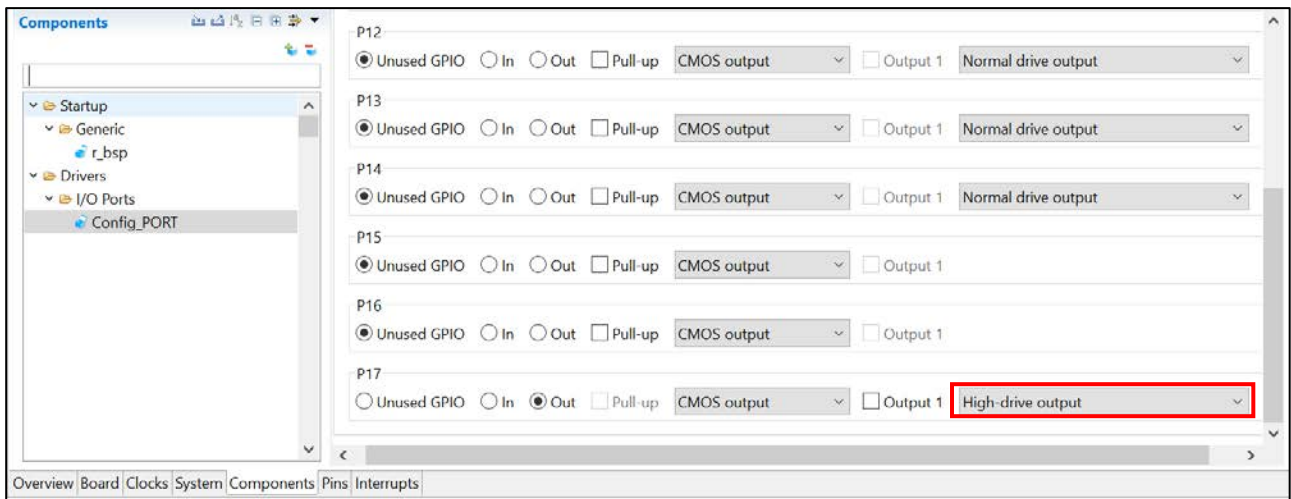 Components
Startup
Generic
r_bsp
Drivers
I/O Ports
Config_PORT
P12
Unused GPIO In Out Pull-up CMOS output Output 1 Normal drive output
P13
Unused GPIO In Out Pull-up CMOS output Output 1 Normal drive output
P14
Unused GPIO In Out Pull-up CMOS output Output 1 Normal drive output
P15
Unused GPIO In Out Pull-up CMOS output Output 1
P16
Unused GPIO In Out Pull-up CMOS output Output 1
P17
Unused GPIO In Out Pull-up CMOS output Output 1 High-drive output
Overview Board Clocks System Components Pins Interrupts